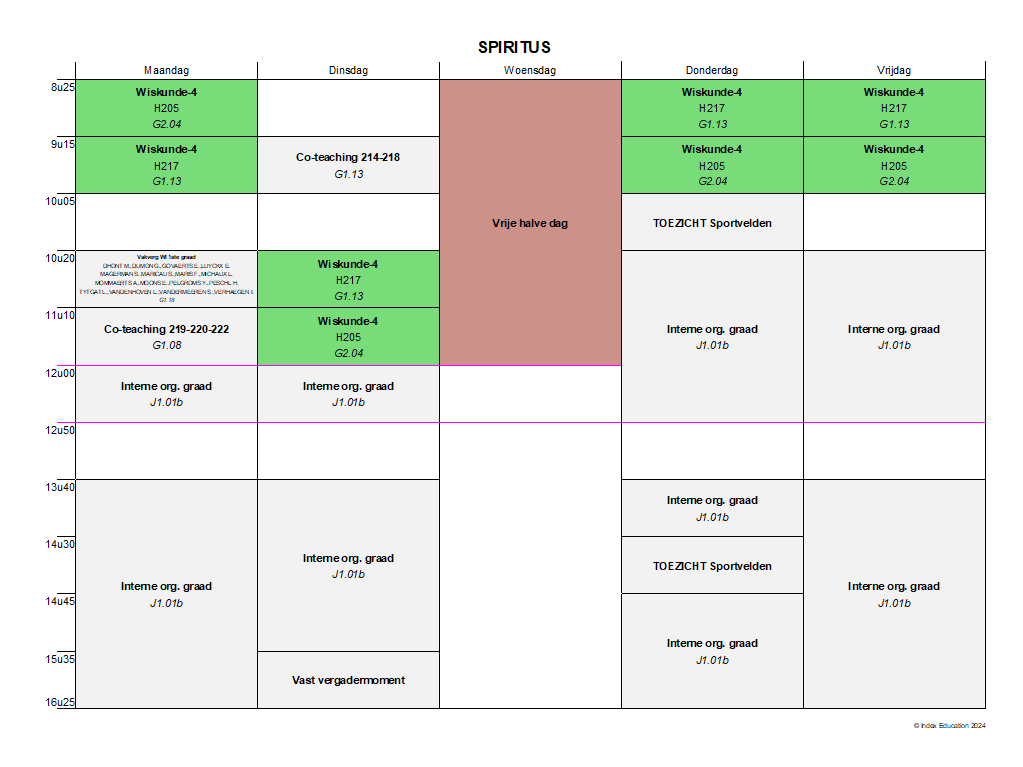 SPIRITUS
Maandag Dinsdag Woensdag Donderdag Vrijdag
8u25
Wiskunde-4
H205
G2.04
Wiskunde-4
H217
G1.13
Wiskunde-4
H217
G1.13
9u15
Wiskunde-4
H217
G1.13
Co-teaching 214-218
G1.13
Wiskunde-4
H205
G2.04
Wiskunde-4
H205
G2.04
10u05
Vrije halve dag
TOEZICHT Sportvelden
10u20
Vakverg WI 1ste graad
DHONT M., DUMON G., GOVAERTS E., LUYCKX E.,
MAGERMAN S., MARICAU S., MARIS F., MICHAUX L.,
MOMMAERTS A., MOONS E., PELGROMS Y., PESCHL H.,
TYTGAT L., VANDENHOVEN L., VANDERMEEREN S., VERHAEGEN I.
G1.18
Wiskunde-4
H217
G1.13
11u10
Co-teaching 219-220-222
G1.08
Wiskunde-4
H205
G2.04
Interne org. graad
J1.01b
Interne org. graad
J1.01b
12u00
Interne org. graad
J1.01b
Interne org. graad
J1.01b
12u50
13u40
Interne org. graad
J1.01b
Interne org. graad
J1.01b
14u30
Interne org. graad
J1.01b
TOEZICHT Sportvelden
Interne org. graad
J1.01b
14u45
Interne org. graad
J1.01b
15u35
Vast vergadermoment
16u25
© Index Education 2024